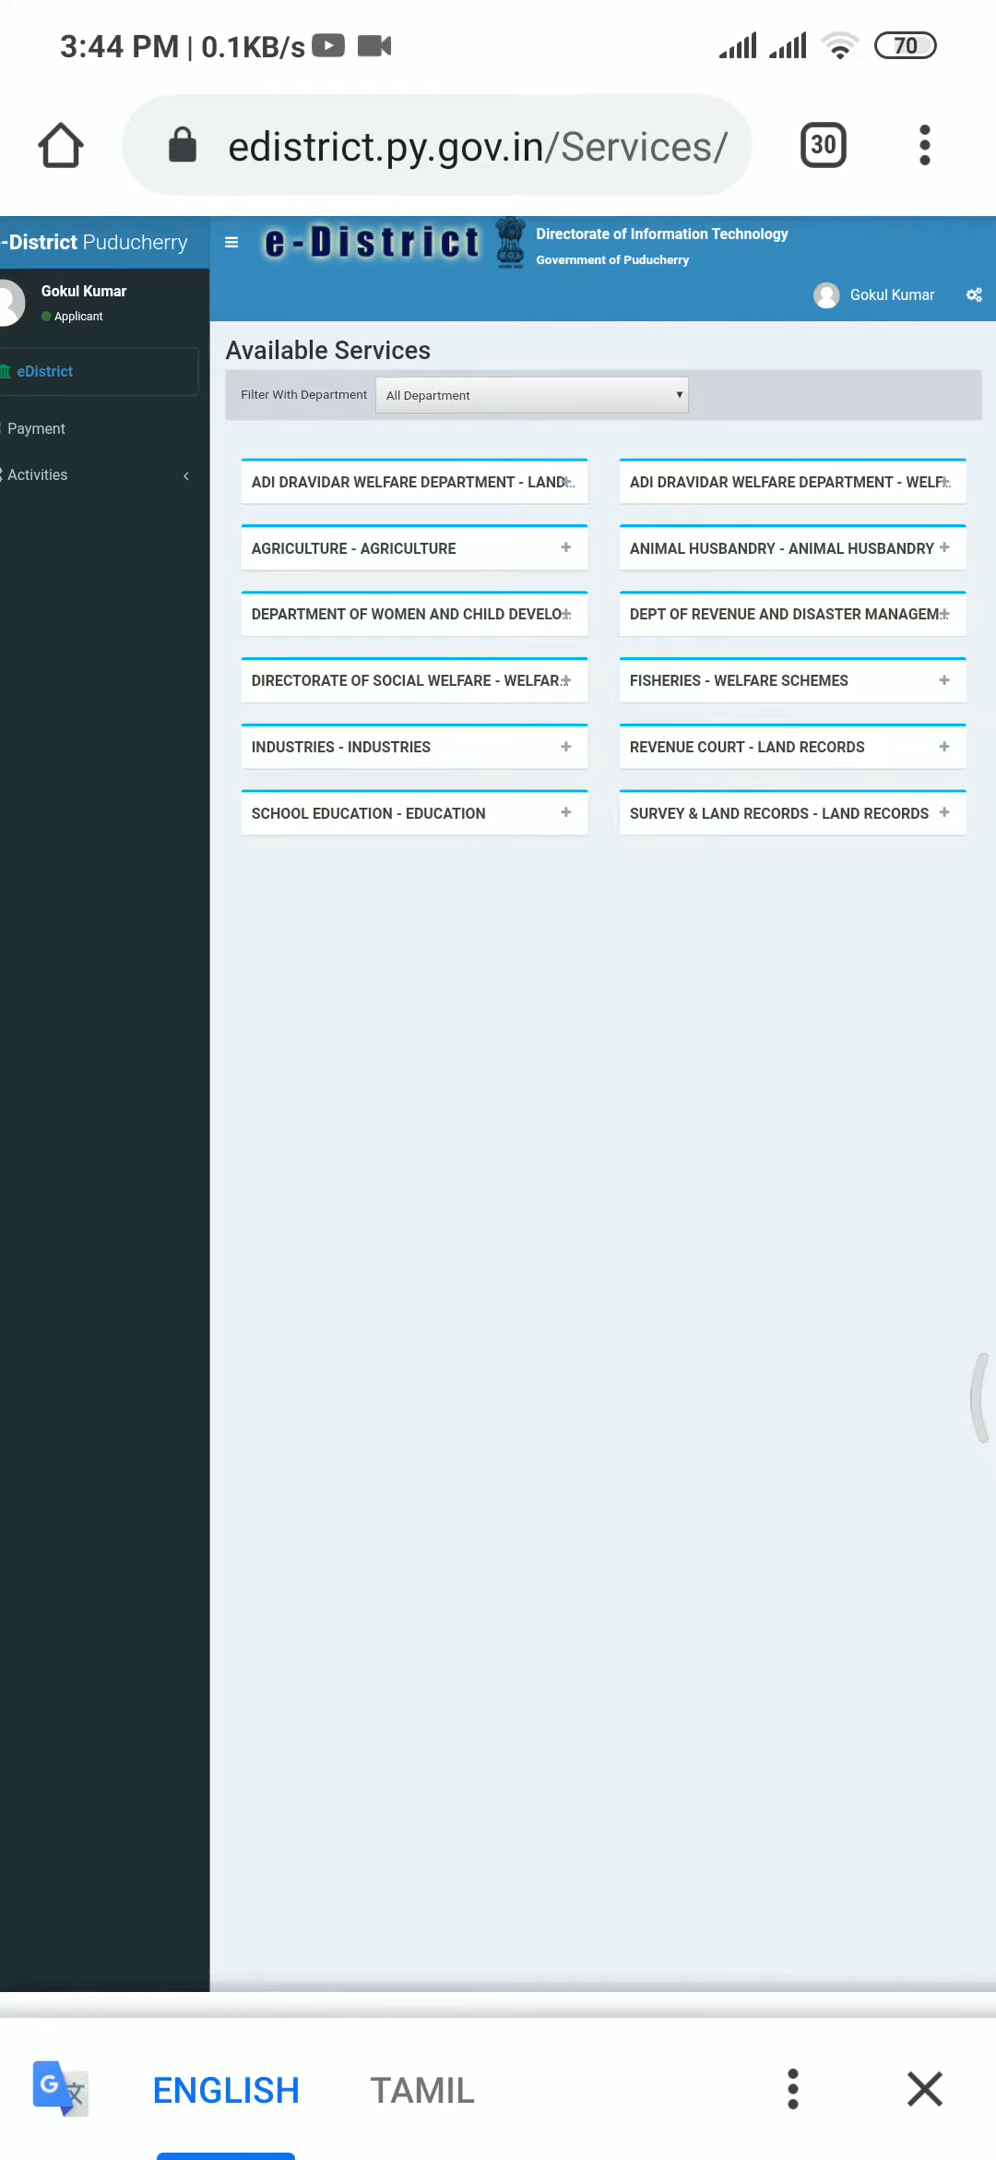 3:44 PM | 0.1KB/s
70
edistrict.py.gov.in/Services/
30
-District Puducherry
e-District
Directorate of Information Technology
Government of Puducherry
Gokul Kumar
Applicant
Gokul Kumar
eDistrict
Payment
Activities
Available Services
Filter With Department
All Department
ADI DRAVIDAR WELFARE DEPARTMENT - LAND...
ADI DRAVIDAR WELFARE DEPARTMENT - WELF...
AGRICULTURE - AGRICULTURE
ANIMAL HUSBANDRY - ANIMAL HUSBANDRY
DEPARTMENT OF WOMEN AND CHILD DEVELO...
DEPT OF REVENUE AND DISASTER MANAGEM...
DIRECTORATE OF SOCIAL WELFARE - WELFAR...
FISHERIES - WELFARE SCHEMES
INDUSTRIES - INDUSTRIES
REVENUE COURT - LAND RECORDS
SCHOOL EDUCATION - EDUCATION
SURVEY & LAND RECORDS - LAND RECORDS
G 文
ENGLISH
TAMIL